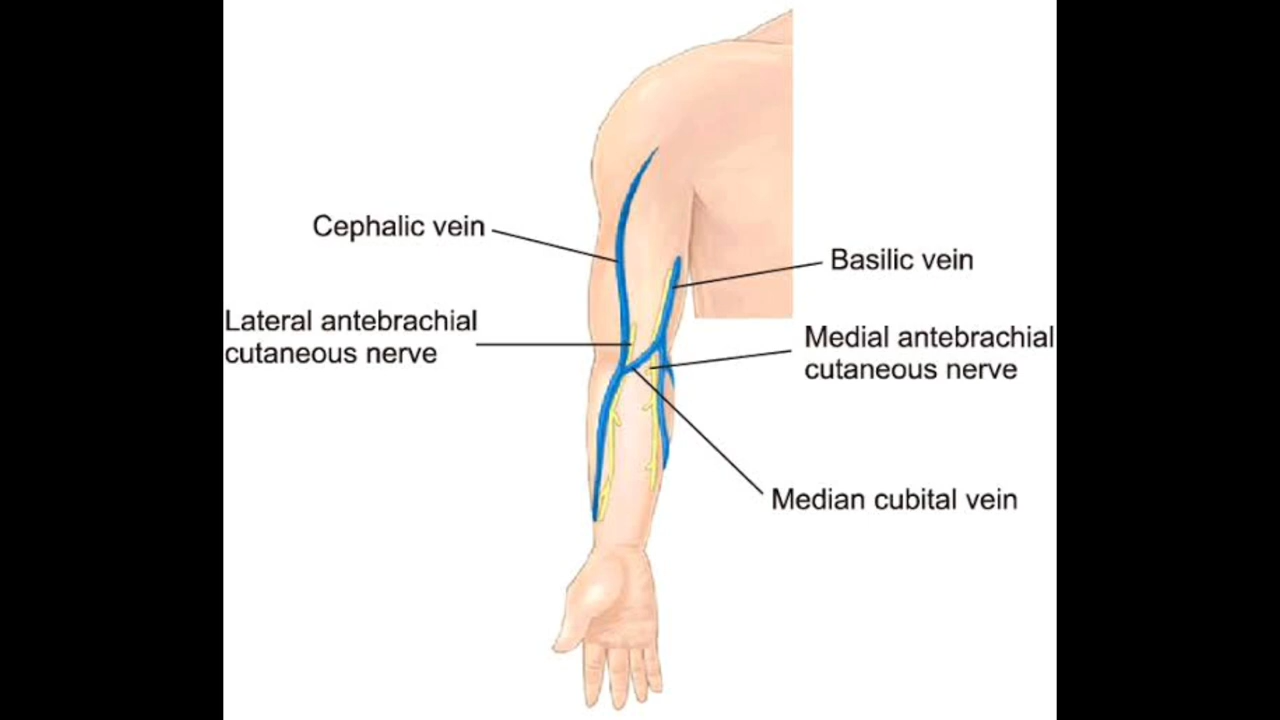 Cephalic vein
Basilic vein
Lateral antebrachial
cutaneous nerve
Medial antebrachial
cutaneous nerve
Median cubital vein